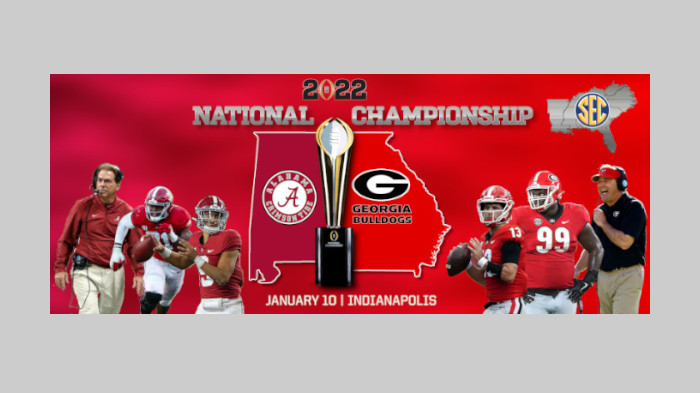 2022
NATIONAL CHAMPIONSHIP
SEC
ALABAMA
A
CRIMSON TIDE
G
GEORGIA
BULLDOGS
13
99
JANUARY 10 | INDIANAPOLIS